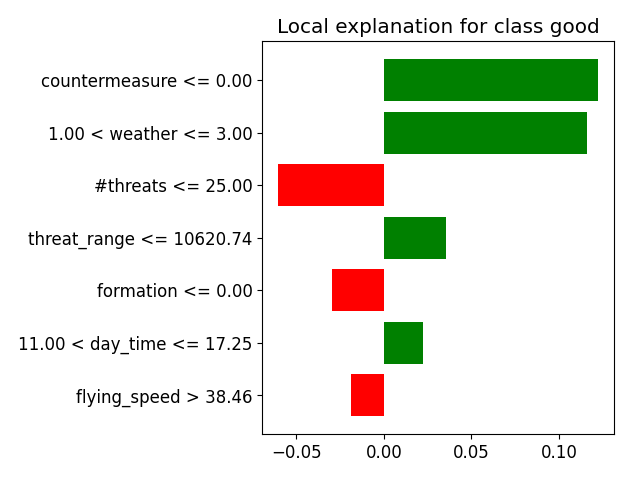 Local explanation for class good
countermeasure <= 0.00
1.00 < weather <= 3.00
#threats <= 25.00
threat_range <= 10620.74
formation <= 0.00
11.00 < day_time <= 17.25
flying_speed > 38.46
−0.05 0.00 0.05 0.10